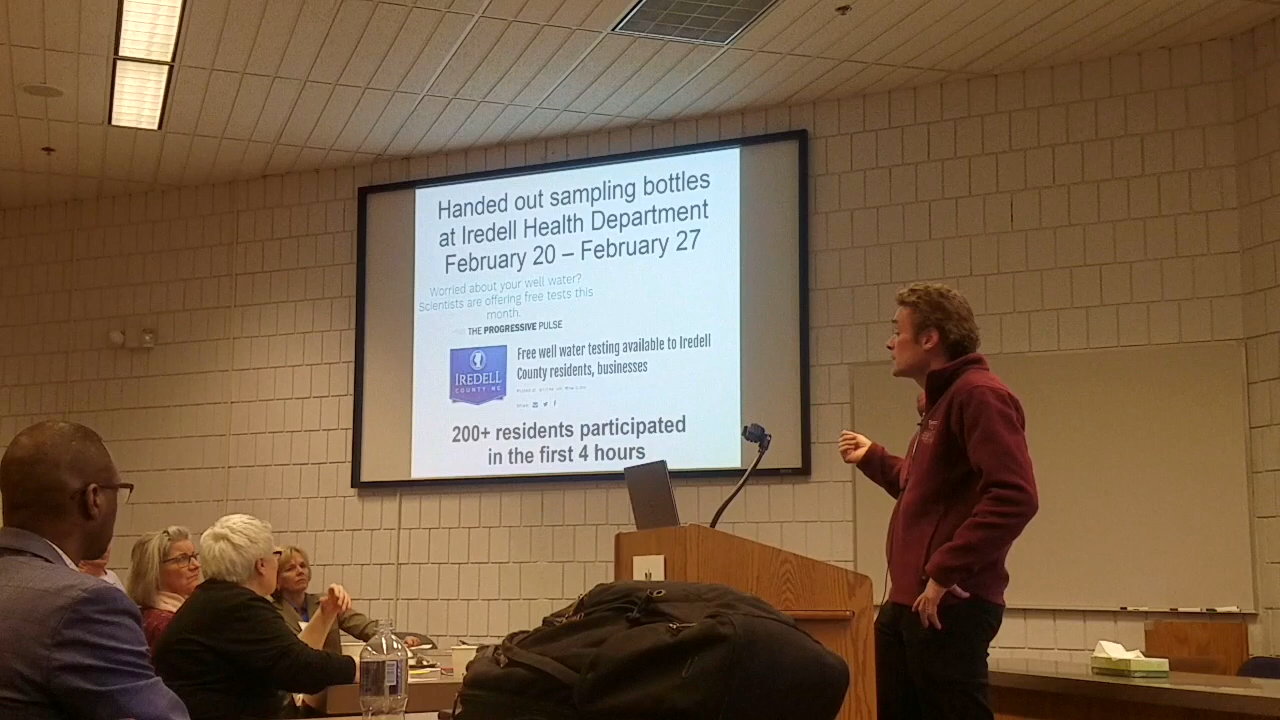 Handed out sampling bottles
at Iredell Health Department
February 20 – February 27
Worried about your well water?
Scientists are offering free tests this
month.
THE PROGRESSIVE PULSE
Free well water testing available to Iredell
County residents, businesses
IREDELL
COUNTY NC
Share:
200+ residents participated
in the first 4 hours